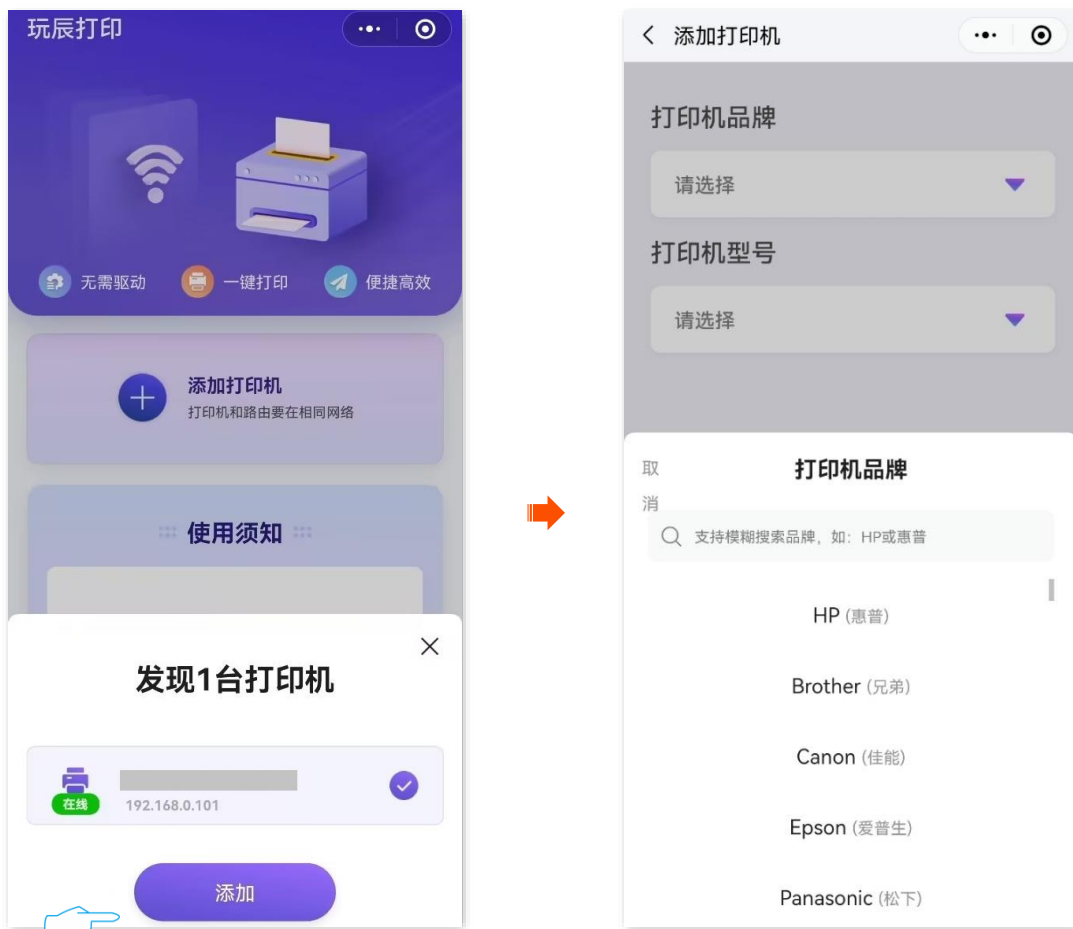 玩辰打印
无需驱动
一键打印
便捷高效
添加打印机
打印机和路由要在相同网络
使用须知
发现1台打印机
在线
192.168.0.101
添加
添加打印机
打印机品牌
请选择
打印机型号
请选择
取
消
打印机品牌
支持模糊搜索品牌，如：HP或惠普
HP (惠普)
Brother (兄弟)
Canon (佳能)
Epson (爱普生)
Panasonic (松下)